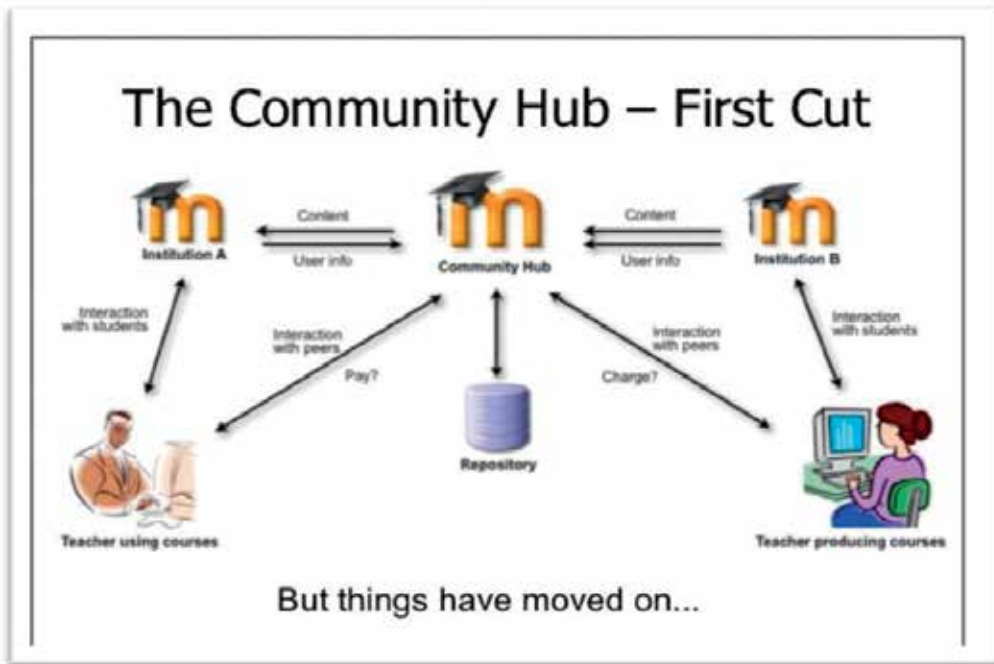 The Community Hub – First Cut
Institution A
Content
User info
Community Hub
Content
User info
Institution B
Interaction
with students
Interaction
with peers
Pay?
Interaction
with peers
Charge?
Interaction
with students
Repository
Teacher using courses
Teacher producing courses
But things have moved on...